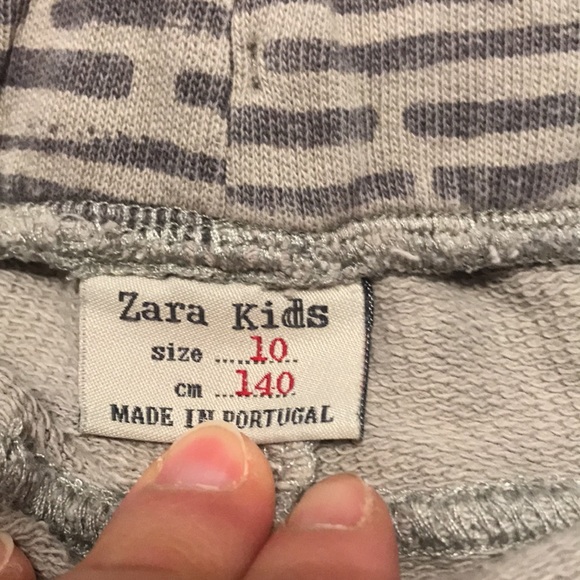 Zara Kids
size ..... 10 ..
cm ..... 140 ..
MADE IN PORTUGAL